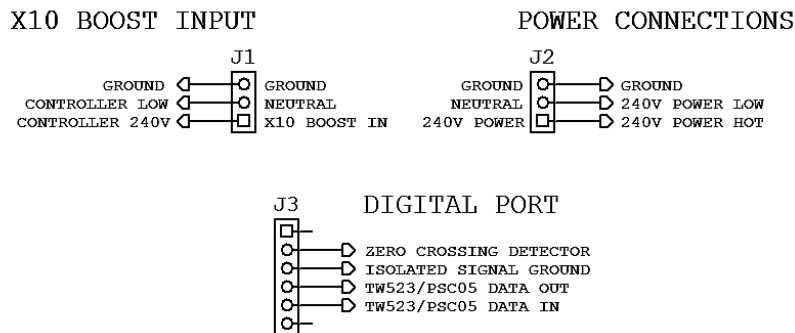 X10 BOOST INPUT
POWER CONNECTIONS
J1
GROUND GROUND
CONTROLLER LOW NEUTRAL
CONTROLLER 240V X10 BOOST IN
J2
GROUND GROUND
NEUTRAL 240V POWER LOW
240V POWER 240V POWER HOT
J3
DIGITAL PORT
ZERO CROSSING DETECTOR
ISOLATED SIGNAL GROUND
TW523/PSC05 DATA OUT
TW523/PSC05 DATA IN